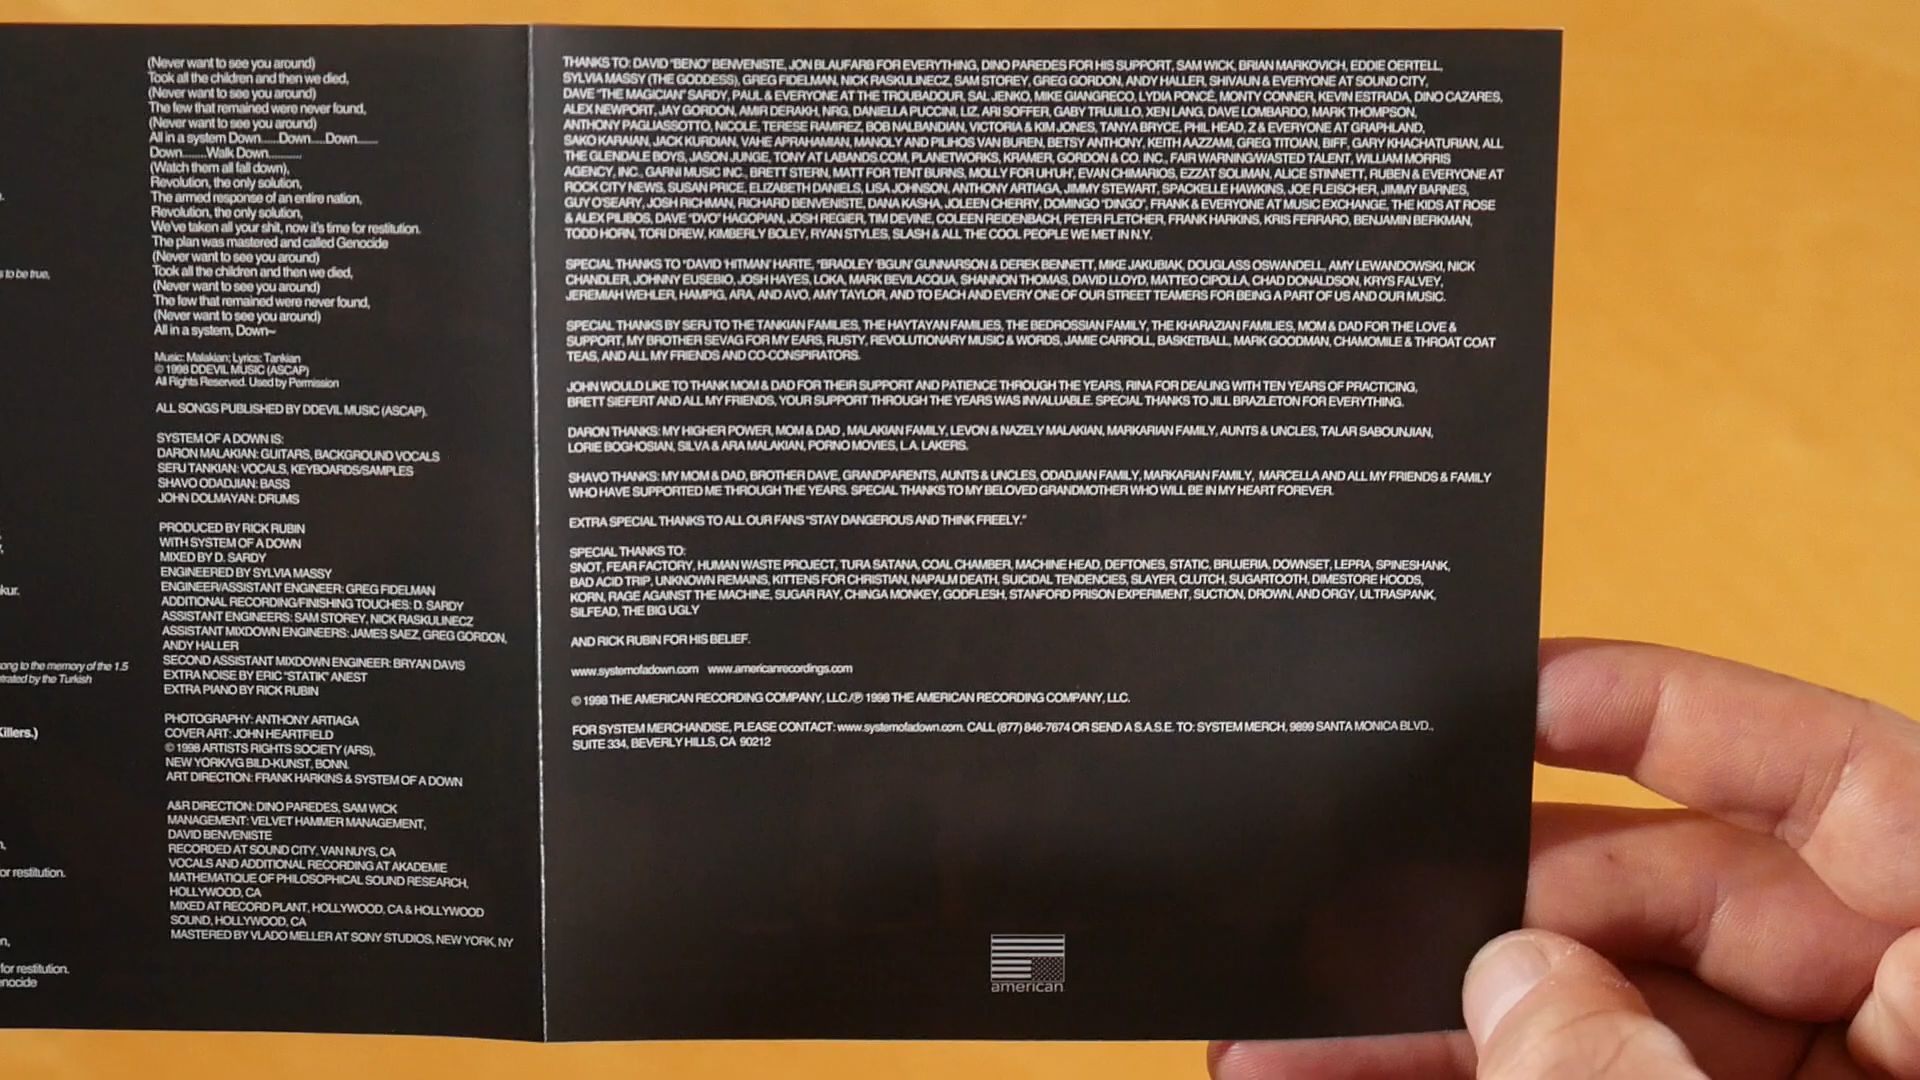 s to be true,
kur.
ong to the memory of the 1.5
trated by the Turkish
Killers.)
or restitution.
for restitution.
enocide
(Never want to see you around)
Took all the children and then we died,
(Never want to see you around)
The few that remained were never found,
(Never want to see you around)
All in a system Down......Down.....Down.......
Down........Walk Down...........
(Watch them all fall down),
Revolution, the only solution,
The armed response of an entire nation,
Revolution, the only solution,
We've taken all your shit, now it's time for restitution.
The plan was mastered and called Genocide
(Never want to see you around)
Took all the children and then we died,
(Never want to see you around)
The few that remained were never found,
(Never want to see you around)
All in a system, Down~
Music: Malakian; Lyrics: Tankian
© 1998 DDEVIL MUSIC (ASCAP)
All Rights Reserved. Used by Permission
ALL SONGS PUBLISHED BY DDEVIL MUSIC (ASCAP).
SYSTEM OF A DOWN IS:
DARON MALAKIAN: GUITARS, BACKGROUND VOCALS
SERJ TANKIAN: VOCALS, KEYBOARDS/SAMPLES
SHAVO ODADJIAN: BASS
JOHN DOLMAYAN: DRUMS
PRODUCED BY RICK RUBIN
WITH SYSTEM OF A DOWN
MIXED BY D. SARDY
ENGINEERED BY SYLVIA MASSY
ENGINEER/ASSISTANT ENGINEER: GREG FIDELMAN
ADDITIONAL RECORDING/FINISHING TOUCHES: D. SARDY
ASSISTANT ENGINEERS: SAM STOREY, NICK RASKULINECZ
ASSISTANT MIXDOWN ENGINEERS: JAMES SAEZ, GREG GORDON,
ANDY HALLER
SECOND ASSISTANT MIXDOWN ENGINEER: BRYAN DAVIS
EXTRA NOISE BY ERIC "STATIK" ANEST
EXTRA PIANO BY RICK RUBIN
PHOTOGRAPHY: ANTHONY ARTIAGA
COVER ART: JOHN HEARTFIELD
© 1998 ARTISTS RIGHTS SOCIETY (ARS),
NEW YORK/VG BILD-KUNST, BONN.
ART DIRECTION: FRANK HARKINS & SYSTEM OF A DOWN
A&R DIRECTION: DINO PAREDES, SAM WICK
MANAGEMENT: VELVET HAMMER MANAGEMENT,
DAVID BENVENISTE
RECORDED AT SOUND CITY, VAN NUYS, CA
VOCALS AND ADDITIONAL RECORDING AT AKADEMIE
MATHEMATIQUE OF PHILOSOPHICAL SOUND RESEARCH,
HOLLYWOOD, CA
MIXED AT RECORD PLANT, HOLLYWOOD, CA & HOLLYWOOD
SOUND, HOLLYWOOD, CA
MASTERED BY VLADO MELLER AT SONY STUDIOS, NEW YORK, NY
THANKS TO: DAVID "BENO" BENVENISTE, JON BLAUFARB FOR EVERYTHING, DINO PAREDES FOR HIS SUPPORT, SAM WICK, BRIAN MARKOVICH, EDDIE OERTELL,
SYLVIA MASSY (THE GODDESS), GREG FIDELMAN, NICK RASKULINECZ, SAM STOREY, GREG GORDON, ANDY HALLER, SHIVAUN & EVERYONE AT SOUND CITY,
DAVE "THE MAGICIAN" SARDY, PAUL & EVERYONE AT THE TROUBADOUR, SAL JENKO, MIKE GIANGRECO, LYDIA PONCÉ, MONTY CONNER, KEVIN ESTRADA, DINO CAZARES,
ALEX NEWPORT, JAY GORDON, AMIR DERAKH, NRG, DANIELLA PUCCINI, LIZ, ARI SOFFER, GABY TRUJILLO, XEN LANG, DAVE LOMBARDO, MARK THOMPSON,
ANTHONY PAGLIASSOTTO, NICOLE, TERESE RAMIREZ, BOB NALBANDIAN, VICTORIA & KIM JONES, TANYA BRYCE, PHIL HEAD, Z & EVERYONE AT GRAPHLAND,
SAKO KARAIAN, JACK KURDIAN, VAHE APRAHAMIAN, MANOLY AND PILIHOS VAN BUREN, BETSY ANTHONY, KEITH AAZZAMI, GREG TITOIAN, BIFF, GARY KHACHATURIAN, ALL
THE GLENDALE BOYS, JASON JUNGE, TONY AT LABANDS.COM, PLANETWORKS, KRAMER, GORDON & CO. INC., FAIR WARNING/WASTED TALENT, WILLIAM MORRIS
AGENCY, INC., GARNI MUSIC INC., BRETT STERN, MATT FOR TENT BURNS, MOLLY FOR UH'UH', EVAN CHIMARIOS, EZZAT SOLIMAN, ALICE STINNETT, RUBEN & EVERYONE AT
ROCK CITY NEWS, SUSAN PRICE, ELIZABETH DANIELS, LISA JOHNSON, ANTHONY ARTIAGA, JIMMY STEWART, SPACKELLE HAWKINS, JOE FLEISCHER, JIMMY BARNES,
GUY O'SEARY, JOSH RICHMAN, RICHARD BENVENISTE, DANA KASHA, JOLEEN CHERRY, DOMINGO "DINGO", FRANK & EVERYONE AT MUSIC EXCHANGE, THE KIDS AT ROSE
& ALEX PILIBOS, DAVE "DVO" HAGOPIAN, JOSH REGIER, TIM DEVINE, COLEEN REIDENBACH, PETER FLETCHER, FRANK HARKINS, KRIS FERRARO, BENJAMIN BERKMAN,
TODD HORN, TORI DREW, KIMBERLY BOLEY, RYAN STYLES, SLASH & ALL THE COOL PEOPLE WE MET IN N.Y.
SPECIAL THANKS TO "DAVID 'HITMAN' HARTE, "BRADLEY 'BGUN' GUNNARSON & DEREK BENNETT, MIKE JAKUBIAK, DOUGLASS OSWANDELL, AMY LEWANDOWSKI, NICK
CHANDLER, JOHNNY EUSEBIO, JOSH HAYES, LOKA, MARK BEVILACQUA, SHANNON THOMAS, DAVID LLOYD, MATTEO CIPOLLA, CHAD DONALDSON, KRYS FALVEY,
JEREMIAH WEHLER, HAMPIG, ARA, AND AVO, AMY TAYLOR, AND TO EACH AND EVERY ONE OF OUR STREET TEAMERS FOR BEING A PART OF US AND OUR MUSIC.
SPECIAL THANKS BY SERJ TO THE TANKIAN FAMILIES, THE HAYTAYAN FAMILIES, THE BEDROSSIAN FAMILY, THE KHARAZIAN FAMILIES, MOM & DAD FOR THE LOVE &
SUPPORT, MY BROTHER SEVAG FOR MY EARS, RUSTY, REVOLUTIONARY MUSIC & WORDS, JAMIE CARROLL, BASKETBALL, MARK GOODMAN, CHAMOMILE & THROAT COAT
TEAS, AND ALL MY FRIENDS AND CO-CONSPIRATORS.
JOHN WOULD LIKE TO THANK MOM & DAD FOR THEIR SUPPORT AND PATIENCE THROUGH THE YEARS, RINA FOR DEALING WITH TEN YEARS OF PRACTICING,
BRETT SIEFERT AND ALL MY FRIENDS, YOUR SUPPORT THROUGH THE YEARS WAS INVALUABLE. SPECIAL THANKS TO JILL BRAZLETON FOR EVERYTHING.
DARON THANKS: MY HIGHER POWER, MOM & DAD, MALAKIAN FAMILY, LEVON & NAZELY MALAKIAN, MARKARIAN FAMILY, AUNTS & UNCLES, TALAR SABOUNJIAN,
LORIE BOGHOSIAN, SILVA & ARA MALAKIAN, PORNO MOVIES, L.A. LAKERS.
SHAVO THANKS: MY MOM & DAD, BROTHER DAVE, GRANDPARENTS, AUNTS & UNCLES, ODADJIAN FAMILY, MARKARIAN FAMILY, MARCELLA AND ALL MY FRIENDS & FAMILY
WHO HAVE SUPPORTED ME THROUGH THE YEARS. SPECIAL THANKS TO MY BELOVED GRANDMOTHER WHO WILL BE IN MY HEART FOREVER.
EXTRA SPECIAL THANKS TO ALL OUR FANS "STAY DANGEROUS AND THINK FREELY."
SPECIAL THANKS TO:
SNOT, FEAR FACTORY, HUMAN WASTE PROJECT, TURA SATANA, COAL CHAMBER, MACHINE HEAD, DEFTONES, STATIC, BRUJERIA, DOWNSET, LEPRA, SPINESHANK,
BAD ACID TRIP, UNKNOWN REMAINS, KITTENS FOR CHRISTIAN, NAPALM DEATH, SUICIDAL TENDENCIES, SLAYER, CLUTCH, SUGARTOOTH, DIMESTORE HOODS,
KORN, RAGE AGAINST THE MACHINE, SUGAR RAY, CHINGA MONKEY, GODFLESH, STANFORD PRISON EXPERIMENT, SUCTION, DROWN, AND ORGY, ULTRASPANK,
SILFEAD, THE BIG UGLY
AND RICK RUBIN FOR HIS BELIEF.
www.systemofadown.com www.americanrecordings.com
© 1998 THE AMERICAN RECORDING COMPANY, LLC./℗ 1998 THE AMERICAN RECORDING COMPANY, LLC.
FOR SYSTEM MERCHANDISE, PLEASE CONTACT: www.systemofadown.com. CALL (877) 846-7674 OR SEND A S.A.S.E. TO: SYSTEM MERCH, 9899 SANTA MONICA BLVD.,
SUITE 334, BEVERLY HILLS, CA 90212
american